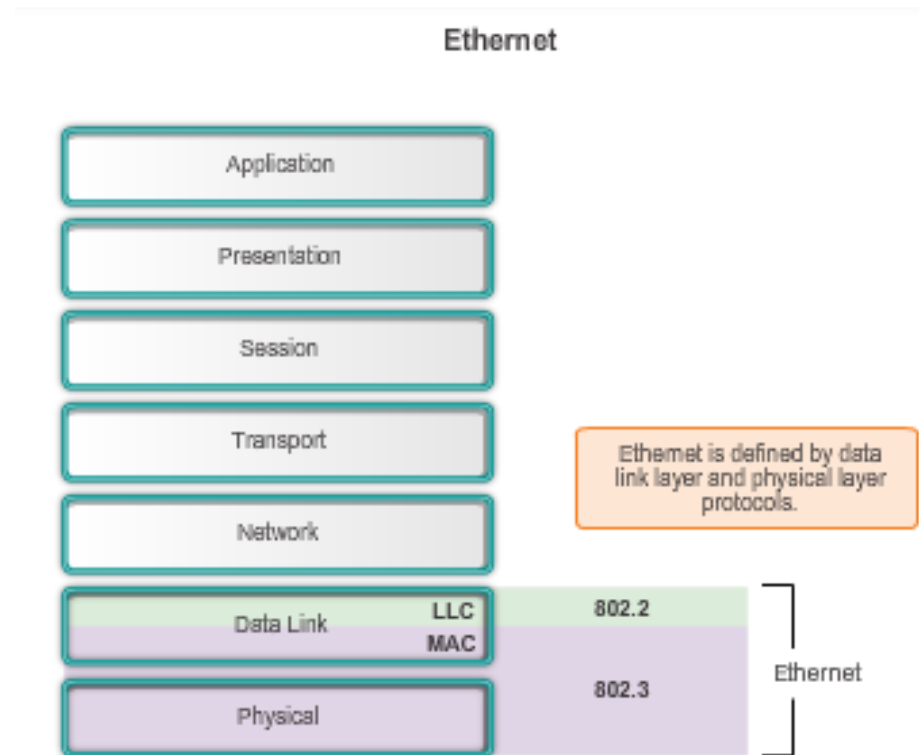 Ethernet
Application
Presentation
Session
Transport
Ethernet is defined by data
link layer and physical layer
protocols.
Network
Data Link
LLC
MAC
802.2
802.3
Ethernet
Physical